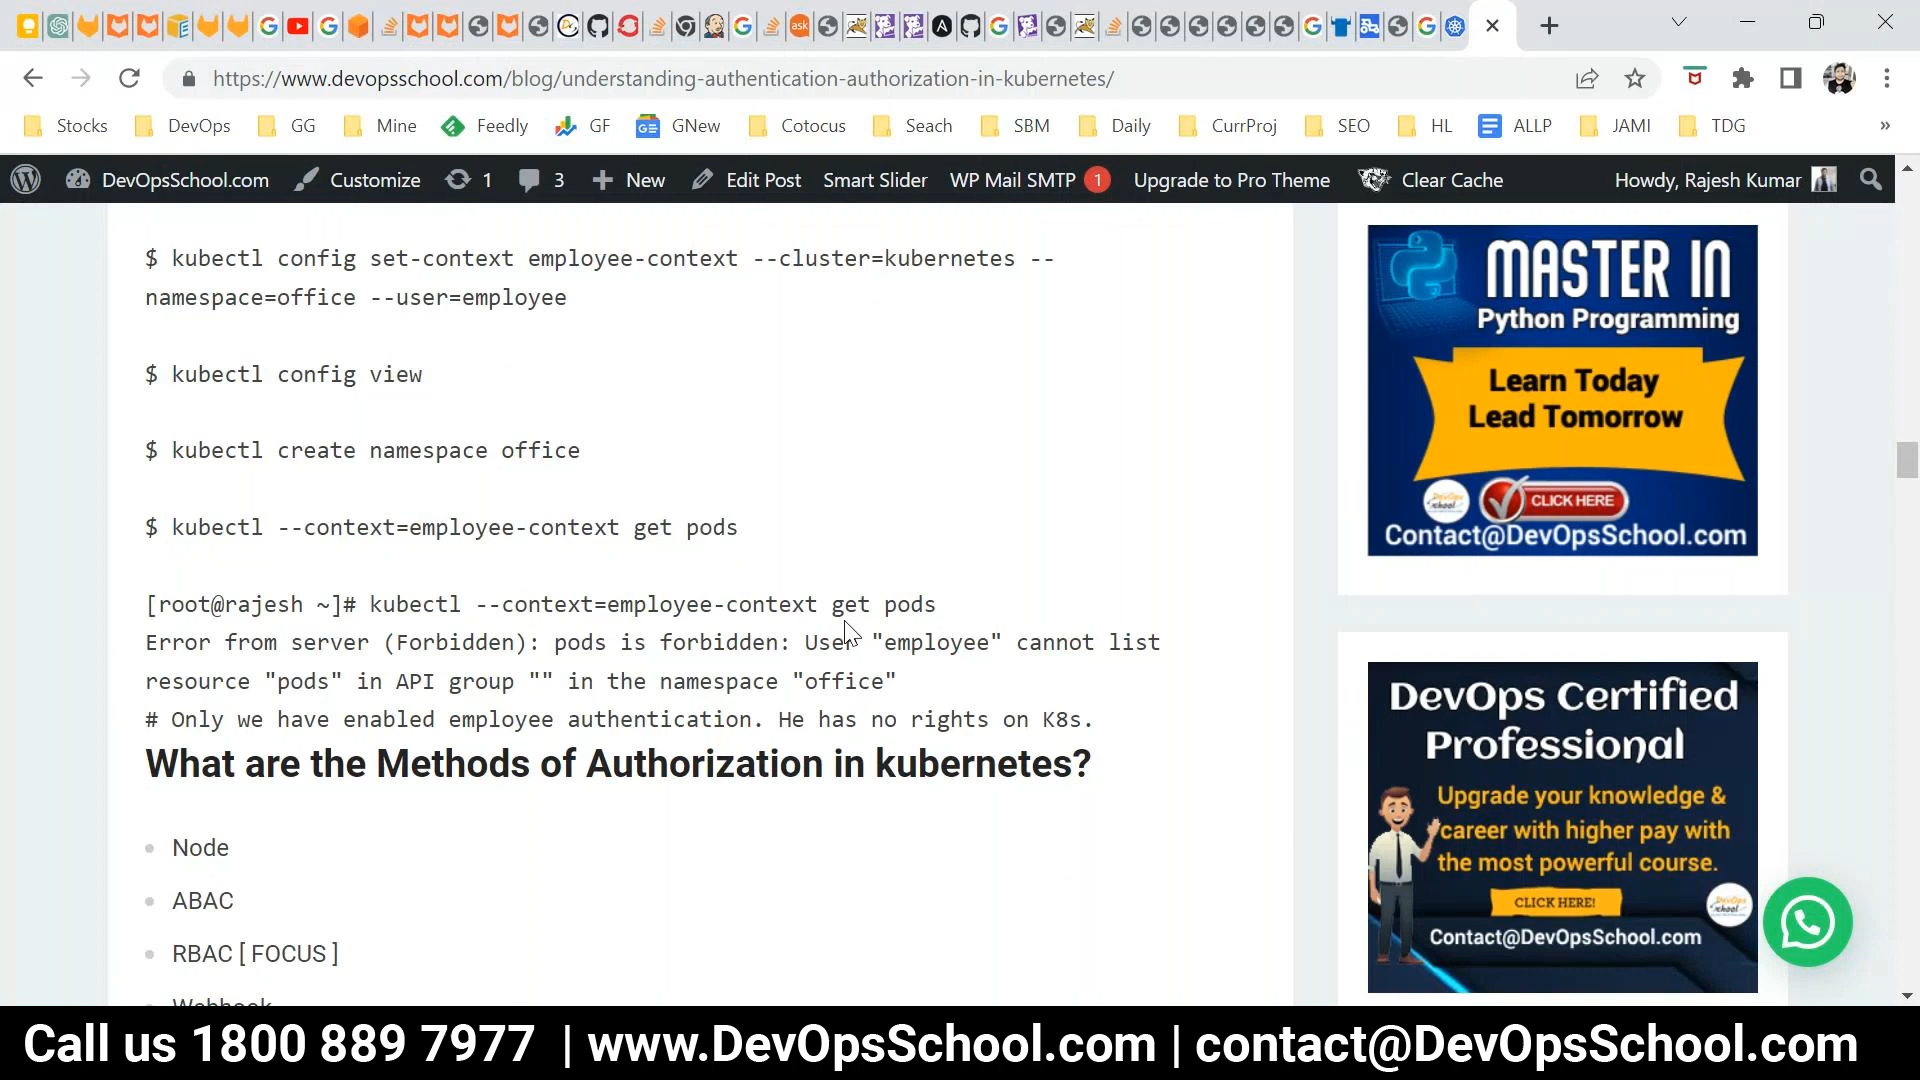 https://www.devopsschool.com/blog/understanding-authentication-authorization-in-kubernetes/
Stocks DevOps GG Mine Feedly GF GNew Cotocus Seach SBM Daily CurrProj SEO HL ALLP JAMI TDG »
DevOpsSchool.com Customize 1 3 New Edit Post Smart Slider WP Mail SMTP 1 Upgrade to Pro Theme Clear Cache Howdy, Rajesh Kumar
$ kubectl config set-context employee-context --cluster=kubernetes --
namespace=office --user=employee
$ kubectl config view
$ kubectl create namespace office
$ kubectl --context=employee-context get pods
[root@rajesh ~]# kubectl --context=employee-context get pods
Error from server (Forbidden): pods is forbidden: User "employee" cannot list
resource "pods" in API group "" in the namespace "office"
# Only we have enabled employee authentication. He has no rights on K8s.
What are the Methods of Authorization in kubernetes?
Node
ABAC
RBAC [ FOCUS ]
Webhook
MASTER IN
Python Programming
Learn Today
Lead Tomorrow
CLICK HERE
Contact@DevOpsSchool.com
DevOps Certified
Professional
Upgrade your knowledge &
career with higher pay with
the most powerful course.
CLICK HERE!
Contact@DevOpsSchool.com
Call us 1800 889 7977 | www.DevOpsSchool.com | contact@DevOpsSchool.com